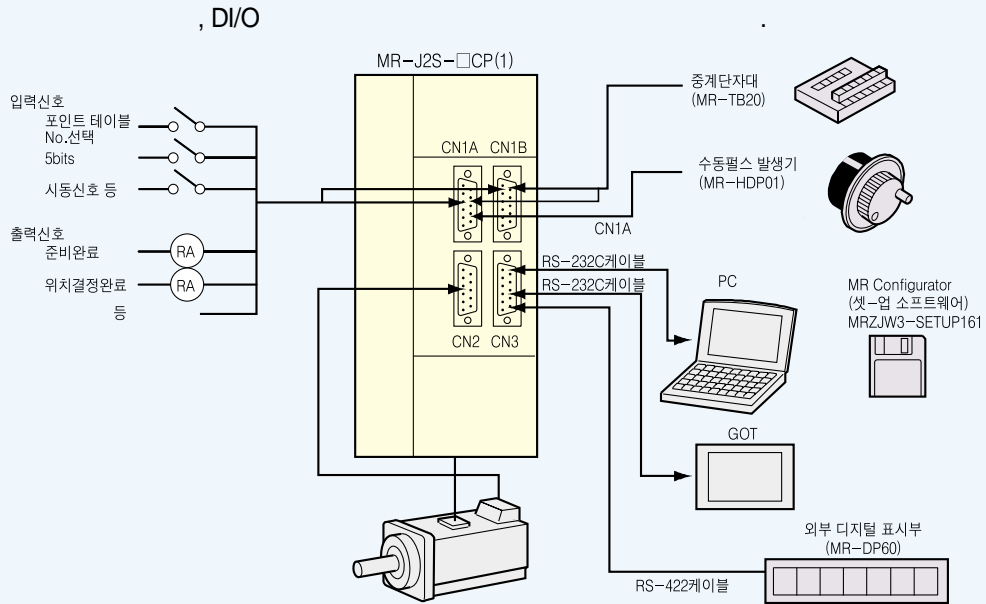 , DI/O .
MR-J2S-□CP(1)
입력신호
포인트 테이블
No.선택
5bits
시동신호 등
출력신호
준비완료
RA
위치결정완료
RA
등
CN1A CN1B
CN2 CN3
중계단자대
(MR-TB20)
수동펄스 발생기
(MR-HDP01)
CN1A
RS-232C케이블
RS-232C케이블
PC
MR Configurator
(셋-업 소프트웨어)
MRZJW3-SETUP161
GOT
외부 디지털 표시부
(MR-DP60)
RS-422케이블